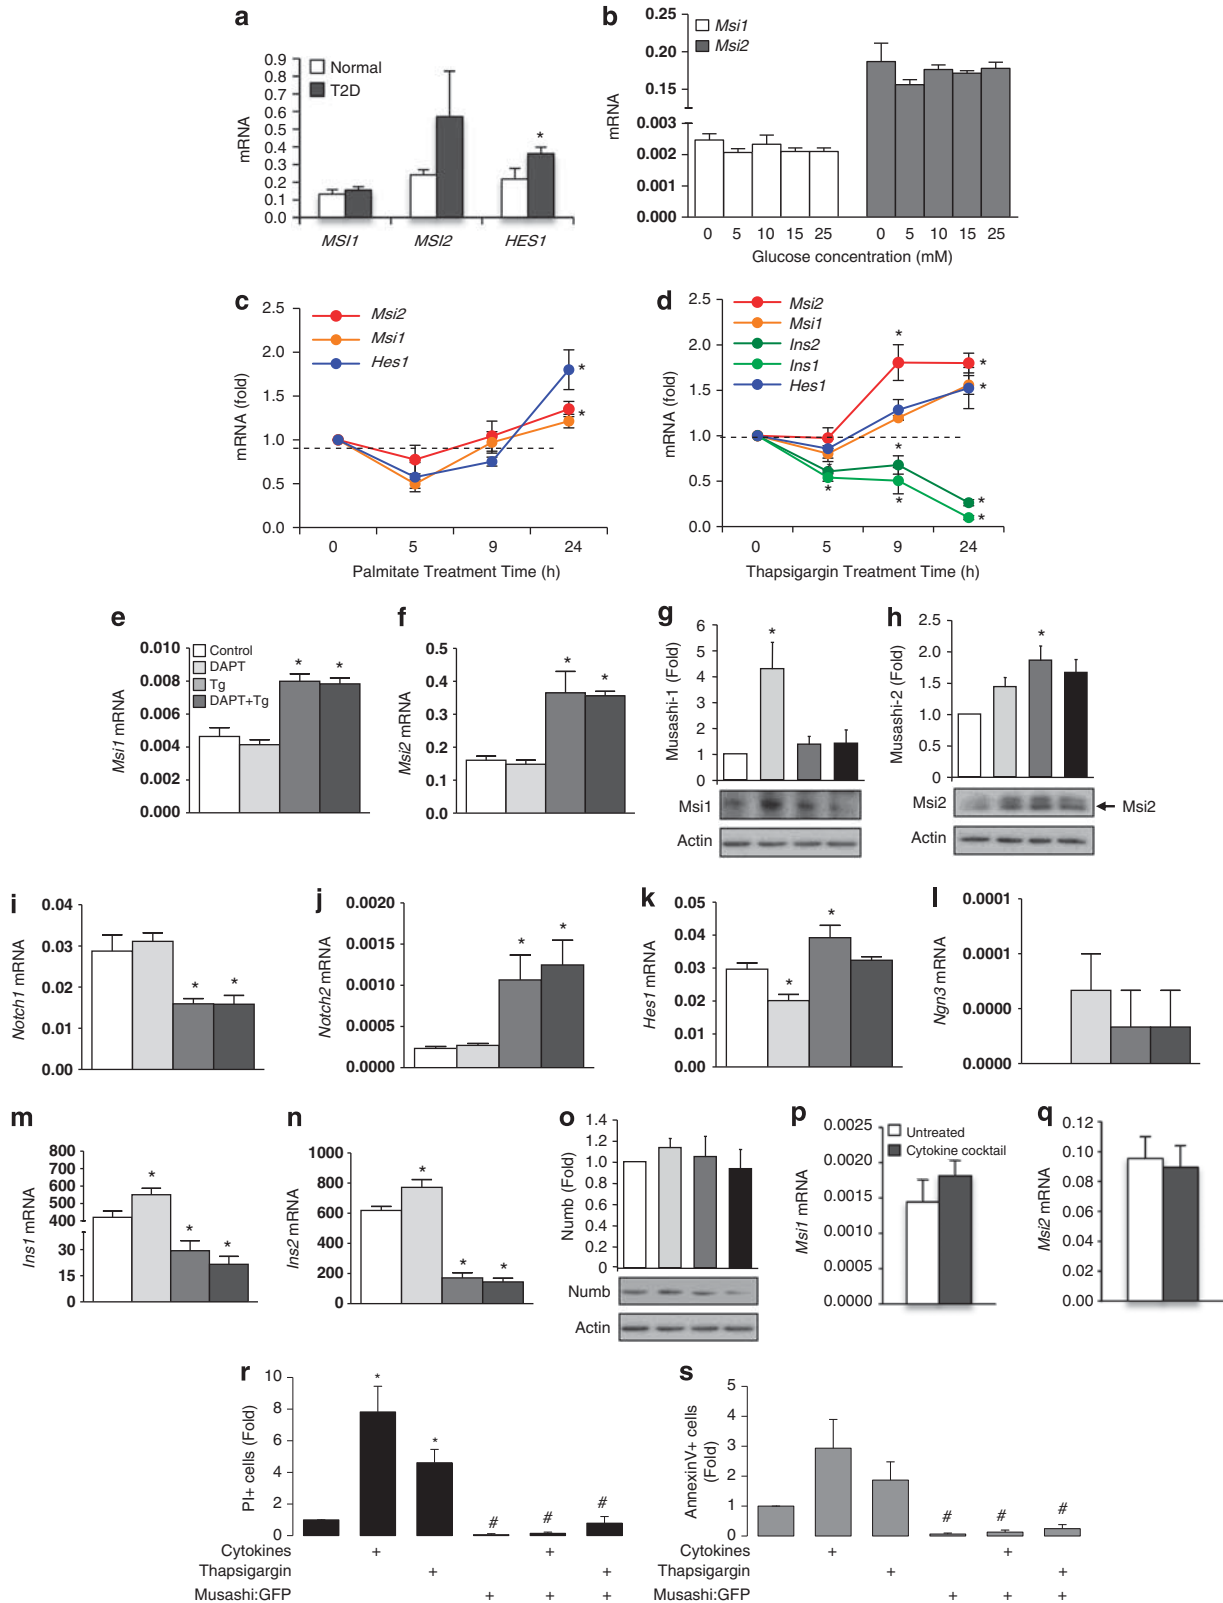 a
0.9
0.8
0.7
0.6
0.5
0.4
0.3
0.2
0.1
0.0
mRNA
Normal
T2D
*
MSI1 MSI2 HES1
b
0.25
0.20
0.15
0.003
0.002
0.001
0.000
mRNA
Msi1
Msi2
0 5 10 15 25 0 5 10 15 25
Glucose concentration (mM)
c
2.5
2.0
1.5
1.0
0.5
0.0
mRNA (fold)
Msi2
Msi1
Hes1
*
*
0 5 9 24
Palmitate Treatment Time (h)
d
2.5
2.0
1.5
1.0
0.5
0.0
mRNA (fold)
Msi2
Msi1
Ins2
Ins1
Hes1
*
*
*
*
*
*
*
*
*
0 5 9 24
Thapsigargin Treatment Time (h)
e
0.010
0.008
0.006
0.004
0.002
0.000
Msi1 mRNA
Control
DAPT
Tg
DAPT+Tg
* *
f
0.5
0.4
0.3
0.2
0.1
0.0
Msi2 mRNA
* *
g
6
5
4
2
1
0
Musashi-1 (Fold)
*
Msi1
Actin
h
2.5
2.0
1.5
1.0
0.5
0
Musashi-2 (Fold)
*
Msi2
Msi2
Actin
i
0.04
0.03
0.02
0.01
0.00
Notch1 mRNA
* *
j
0.0020
0.0015
0.0010
0.0005
0.0000
Notch2 mRNA
* *
k
0.05
0.04
0.03
0.02
0.01
0.00
Hes1 mRNA
* *
l
0.0001
0.0001
0.0000
0.0000
Ngn3 mRNA
m
800
700
600
500
400
30
15
0
Ins1 mRNA
* * *
n
1000
800
600
400
200
0
Ins2 mRNA
* * *
o
1.4
1.2
1.0
0.8
0.6
0.4
0.2
0
Numb (Fold)
Numb
Actin
p
0.0025
0.0015
0.0010
0.0005
0.0000
Msi1 mRNA
Untreated
Cytokine cocktail
q
0.12
0.10
0.08
0.06
0.04
0.02
0.00
Msi2 mRNA
r
10
8
6
4
2
0
PI+ cells (Fold)
* * # # #
Cytokines + +
Thapsigargin + +
Musashi:GFP + + +
s
5
4
3
2
1
0
AnnexinV+ cells
(Fold)
# # #
Cytokines + +
Thapsigargin + +
Musashi:GFP + + +